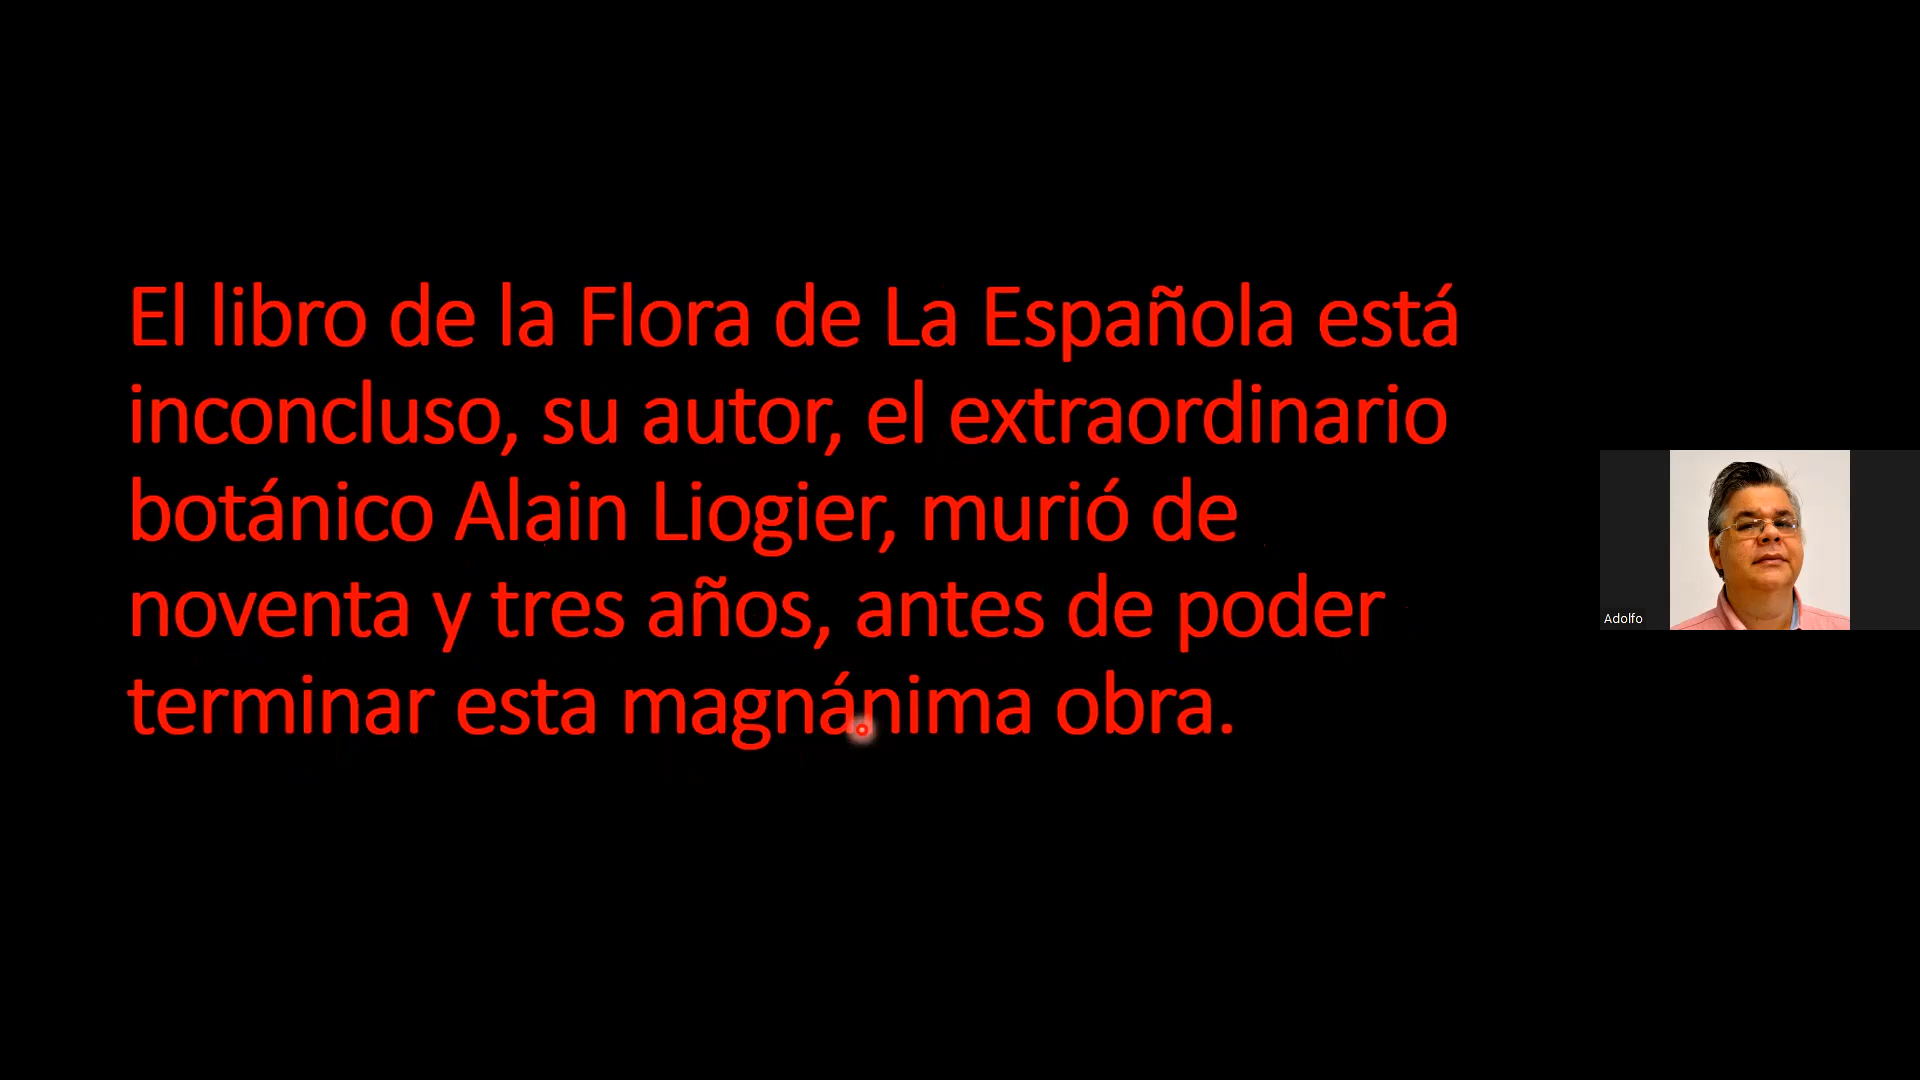 El libro de la Flora de La Española está
inconcluso, su autor, el extraordinario
botánico Alain Liogier, murió de
noventa y tres años, antes de poder
terminar esta magnánima obra.
Adolfo